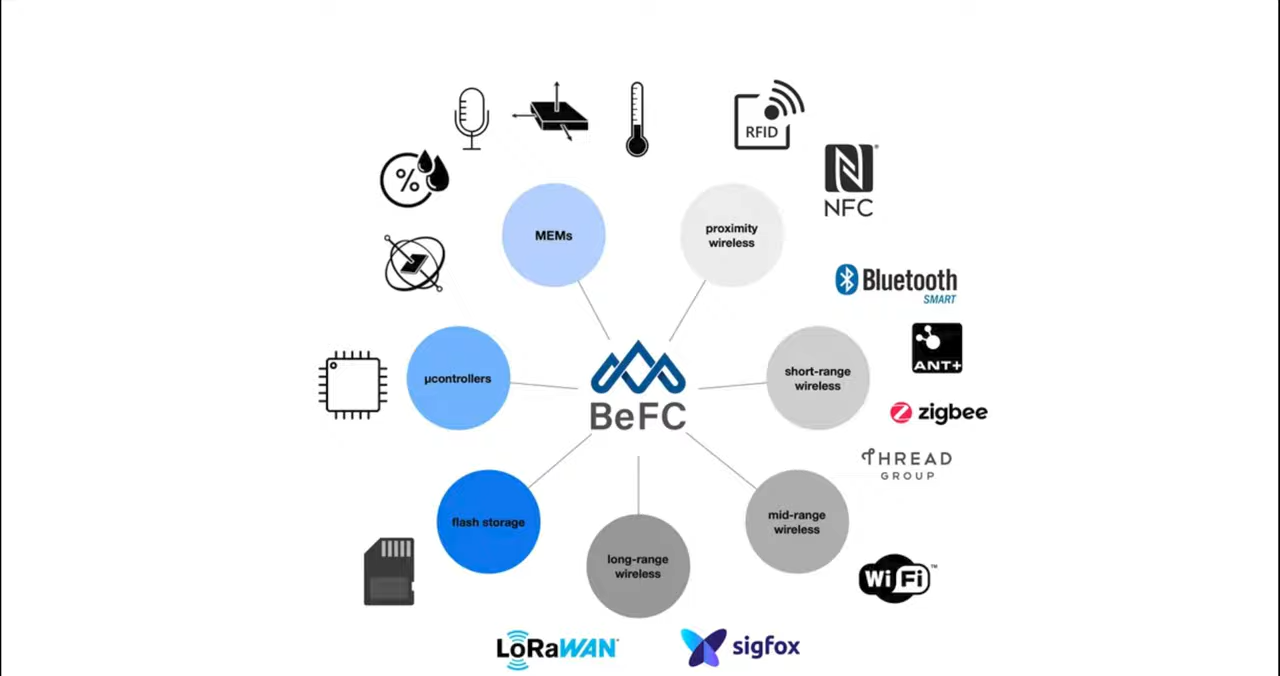 RFID
NFC
%
MEMs
proximity
wireless
Bluetooth
SMART
ANT+
µcontrollers
BeFC
short-range
wireless
zigbee
THREAD
GROUP
flash storage
mid-range
wireless
long-range
wireless
WiFi™
LoRaWAN
sigfox